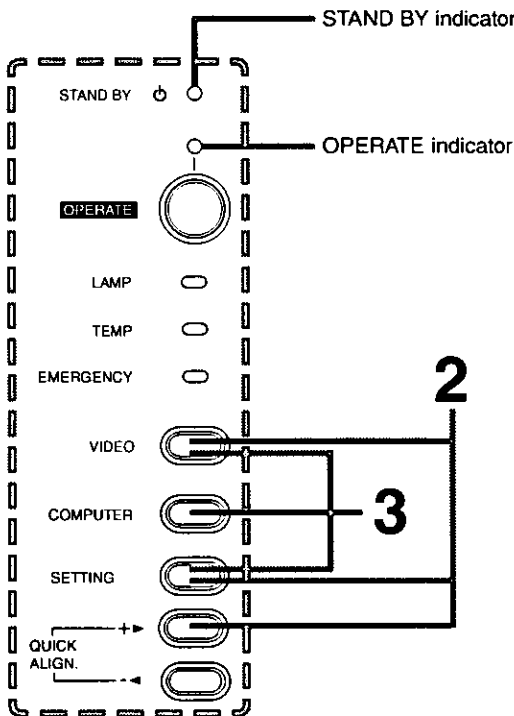 STAND BY indicator
STAND BY
OPERATE indicator
OPERATE
LAMP
TEMP
EMERGENCY
2
VIDEO
COMPUTER
3
SETTING
+
QUICK
ALIGN.
-